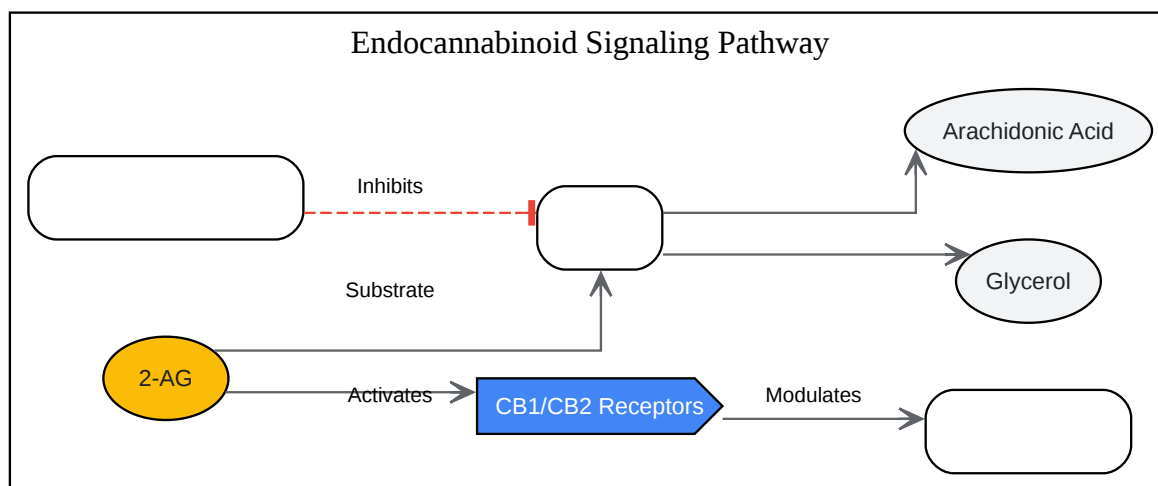 Endocannabinoid Signaling Pathway
Arachidonic Acid
Inhibits
Glycerol
Substrate
2-AG
Activates
CB1/CB2 Receptors
Modulates